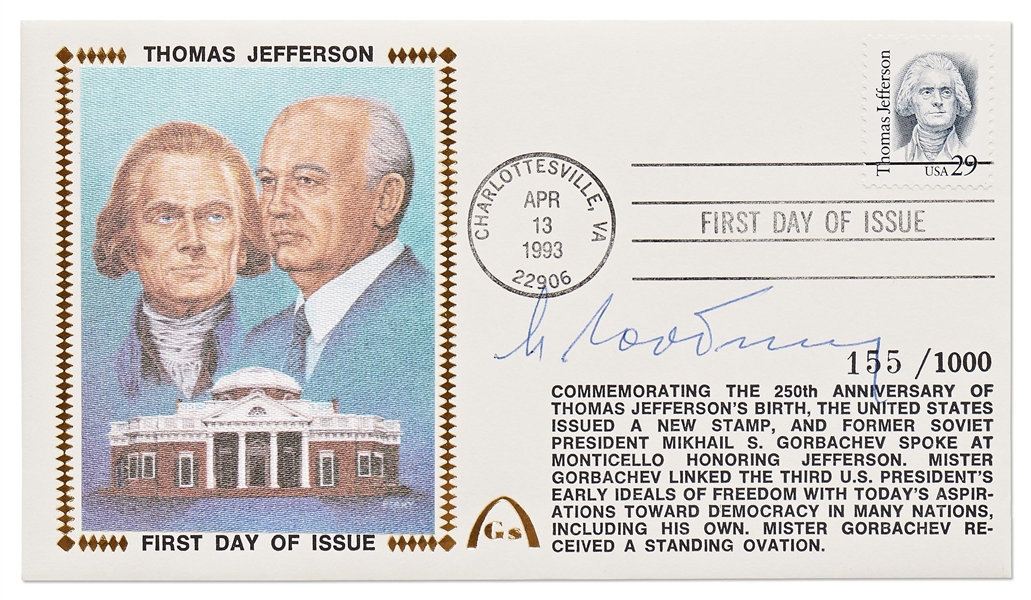 THOMAS JEFFERSON
Thomas Jefferson
USA 29
CHARLOTTESVILLE, VA
APR
13
1993
22906
FIRST DAY OF ISSUE
155 /1000
COMMEMORATING THE 250th ANNIVERSARY OF
THOMAS JEFFERSON'S BIRTH, THE UNITED STATES
ISSUED A NEW STAMP, AND FORMER SOVIET
PRESIDENT MIKHAIL S. GORBACHEV SPOKE AT
MONTICELLO HONORING JEFFERSON. MISTER
GORBACHEV LINKED THE THIRD U.S. PRESIDENT'S
EARLY IDEALS OF FREEDOM WITH TODAY'S ASPIR-
ATIONS TOWARD DEMOCRACY IN MANY NATIONS,
INCLUDING HIS OWN. MISTER GORBACHEV RE-
CEIVED A STANDING OVATION.
Gs
FIRST DAY OF ISSUE